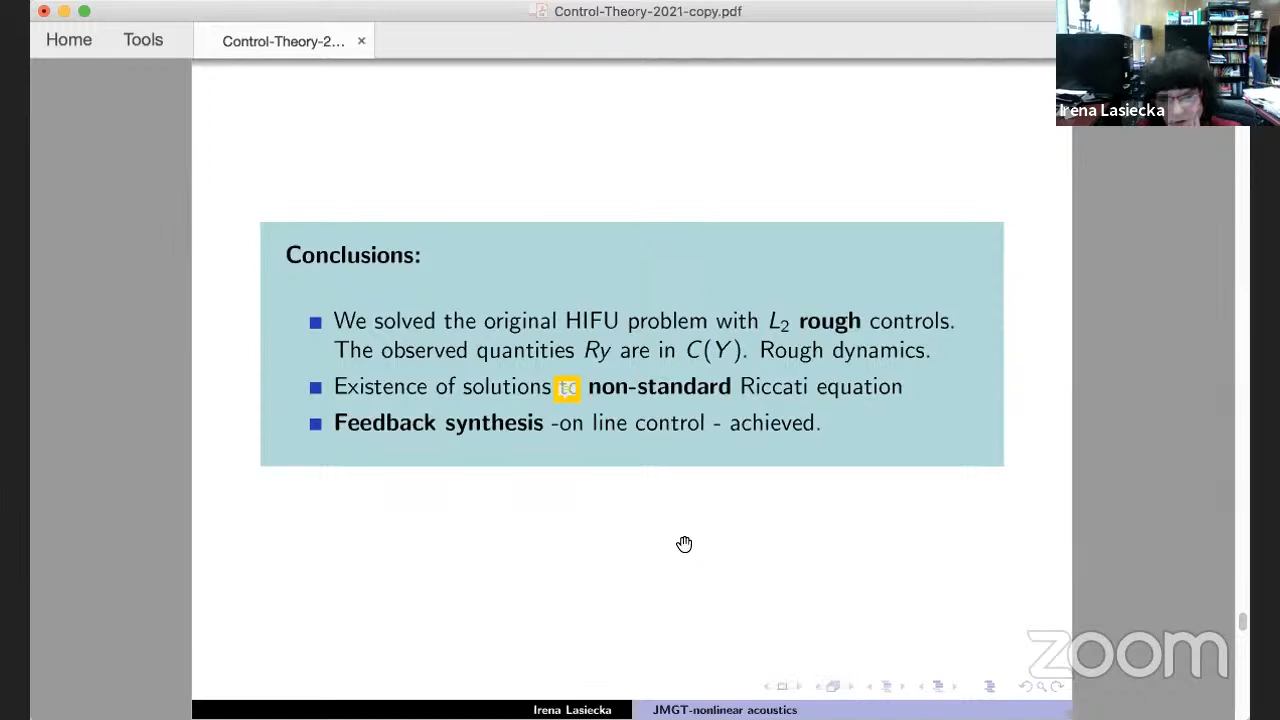 Control-Theory-2021-copy.pdf
Home Tools Control-Theory-2... ×
Irena Lasiecka
Conclusions:
We solved the original HIFU problem with L₂ rough controls.
The observed quantities Ry are in C(Y). Rough dynamics.
Existence of solutions to non-standard Riccati equation
Feedback synthesis -on line control - achieved.
zoom
Irena Lasiecka JMGT-nonlinear acoustics